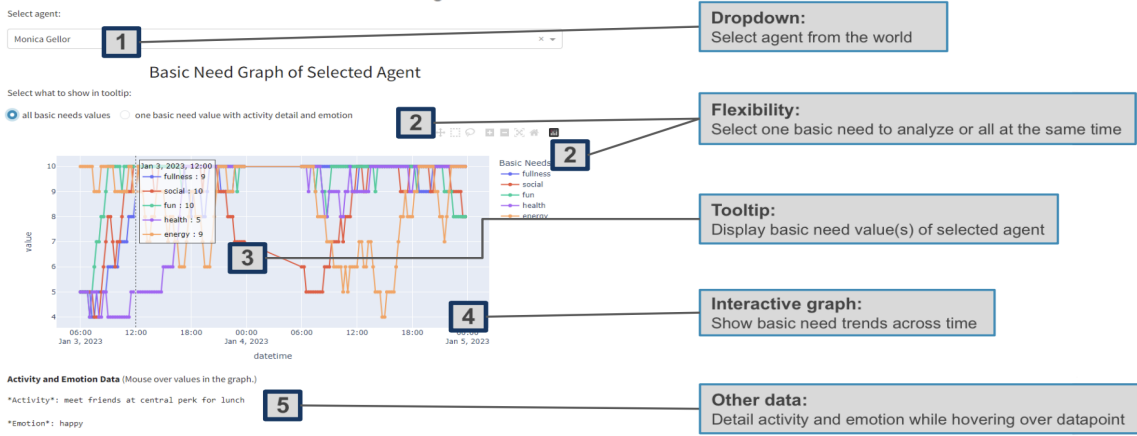 Select agent:
Monica Gellor
1
Dropdown:
Select agent from the world
Basic Need Graph of Selected Agent
Select what to show in tooltip:
all basic needs values
one basic need value with activity detail and emotion
2
Flexibility:
Select one basic need to analyze or all at the same time
2
Basic Needs
fullness
social
fun
health
energy
Jan 3, 2023, 12:00
fullness : 9
social : 10
fun : 10
health : 5
energy : 9
10
9
8
7
6
5
4
value
3
Tooltip:
Display basic need value(s) of selected agent
4
Interactive graph:
Show basic need trends across time
06:00
Jan 3, 2023
12:00
18:00
00:00
Jan 4, 2023
06:00
12:00
18:00
00:00
Jan 5, 2023
datetime
Activity and Emotion Data (Mouse over values in the graph.)
*Activity*: meet friends at central perk for lunch
*Emotion*: happy
5
Other data:
Detail activity and emotion while hovering over datapoint